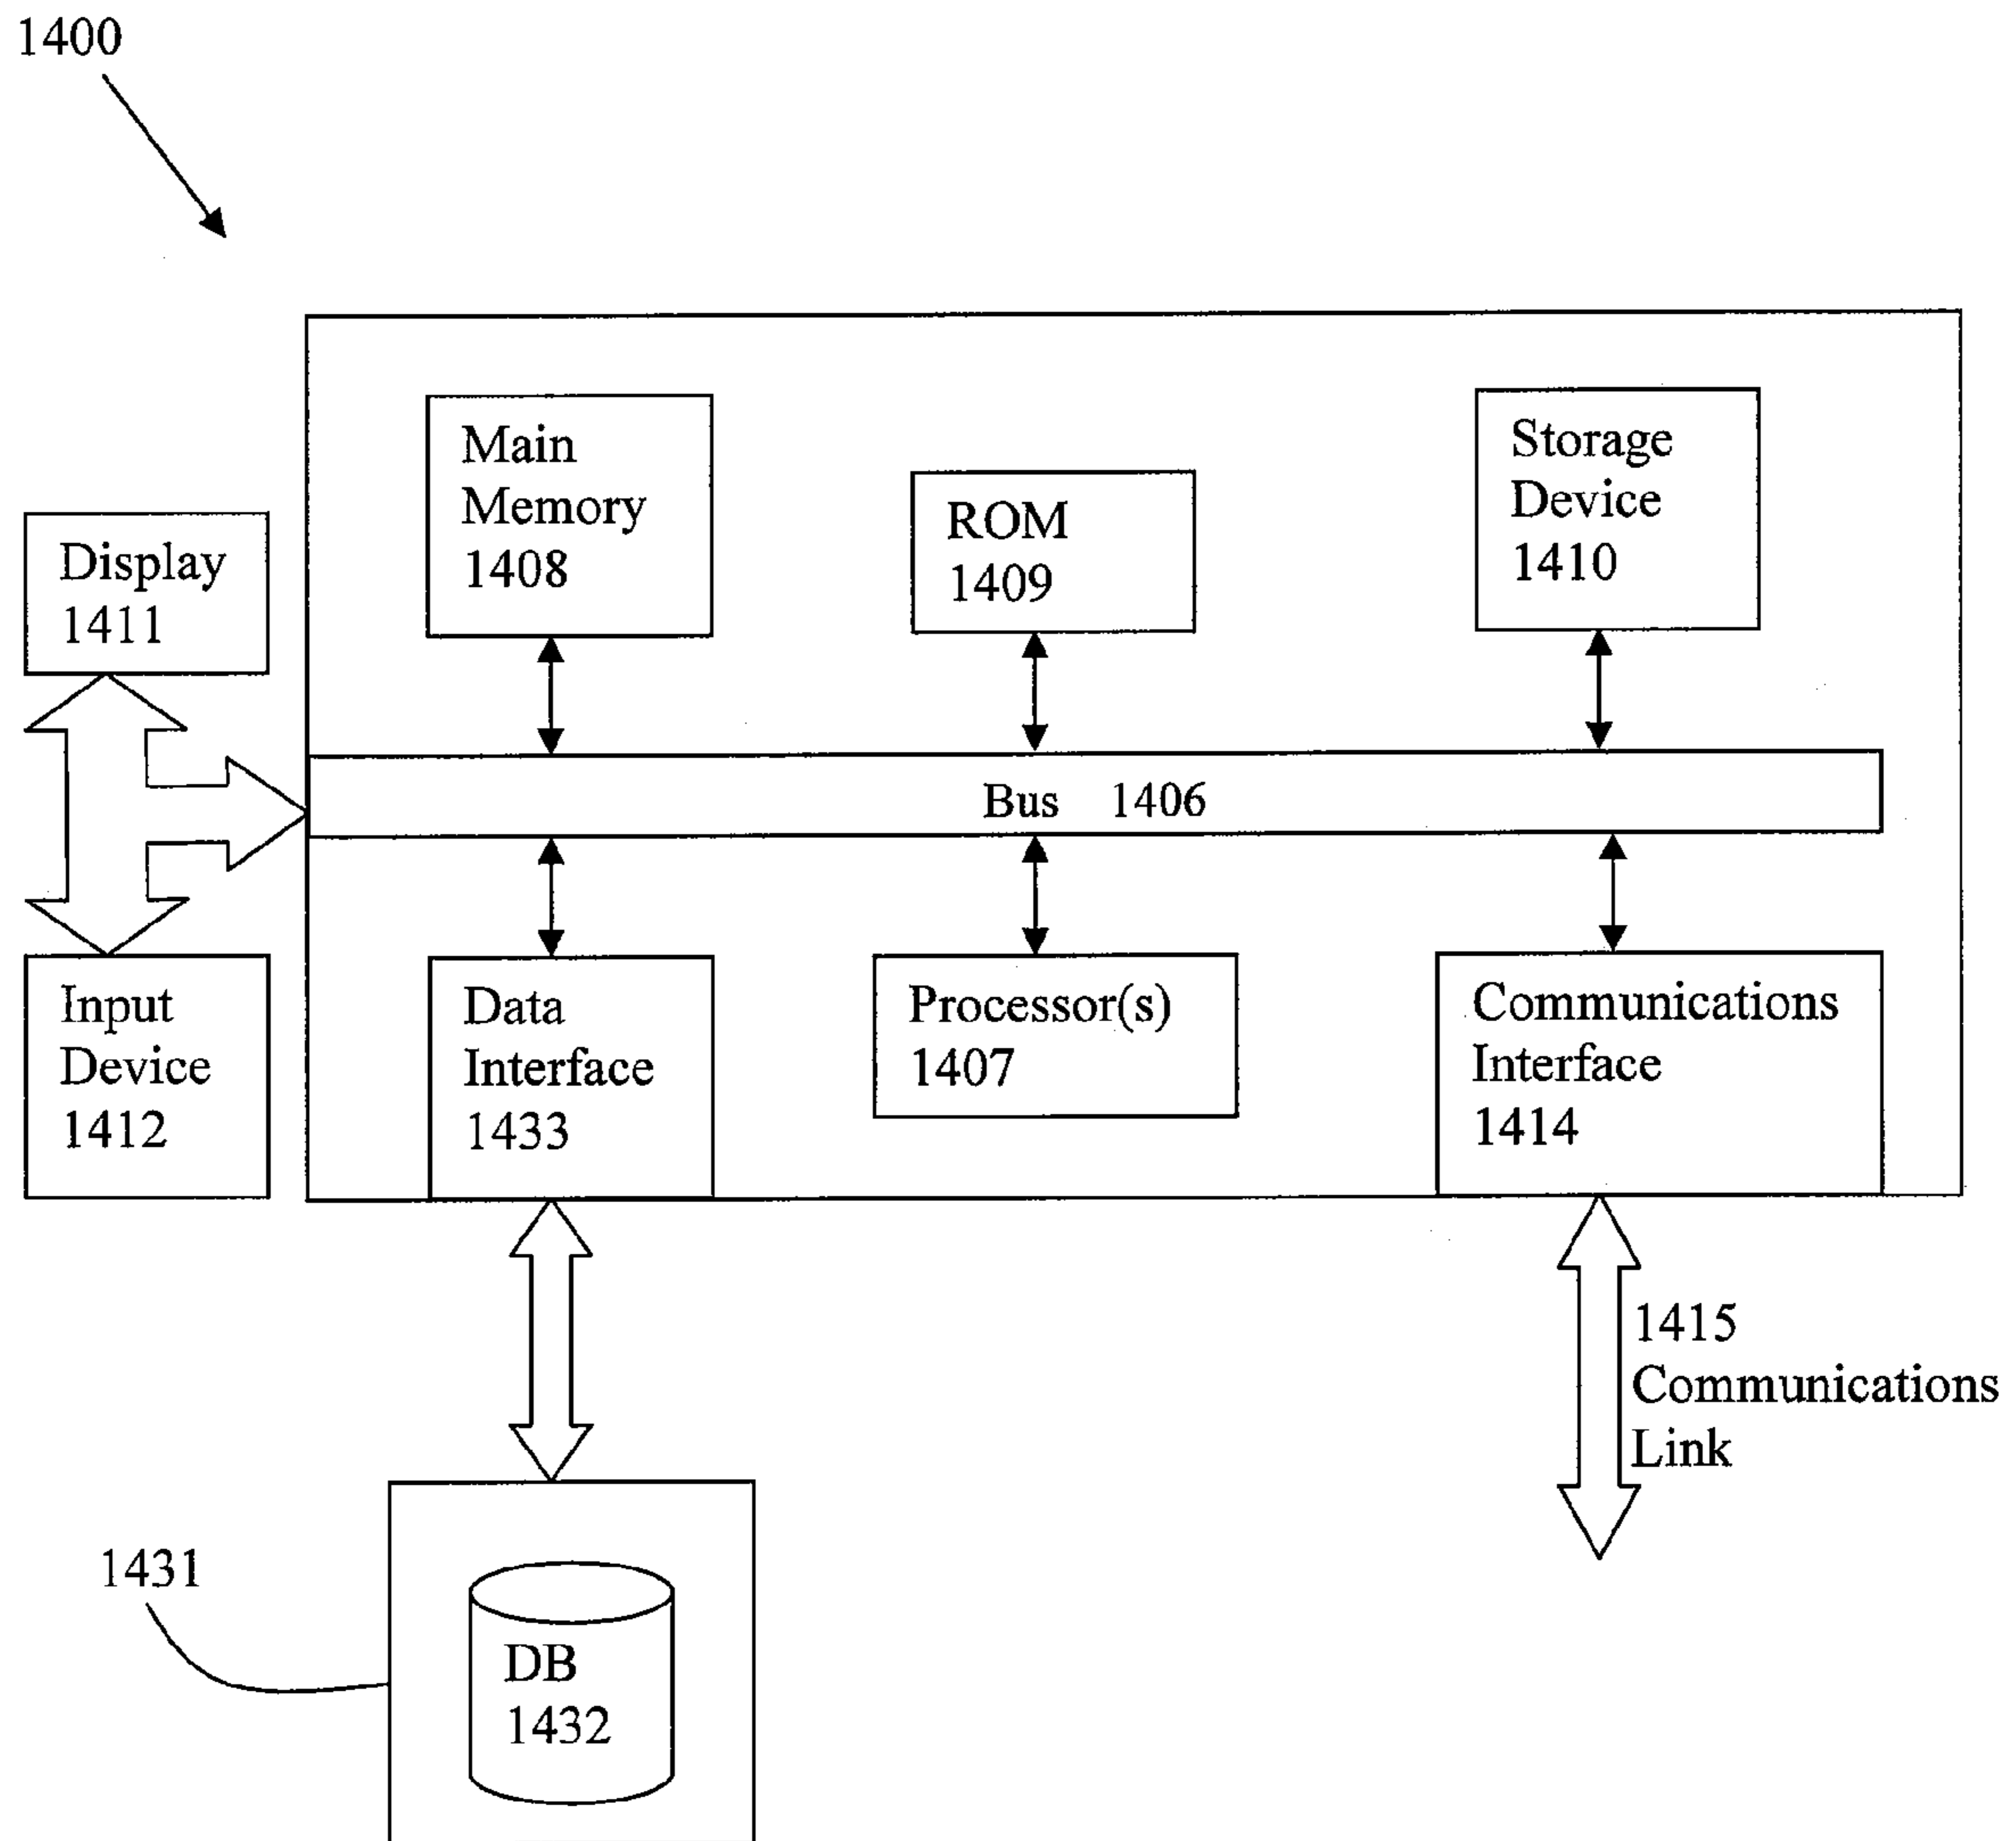 1400
Main
Memory
1408
ROM
1409
Storage
Device
1410
Display
1411
Bus 1406
Input
Device
1412
Data
Interface
1433
Processor(s)
1407
Communications
Interface
1414
1415
Communications
Link
1431
DB
1432